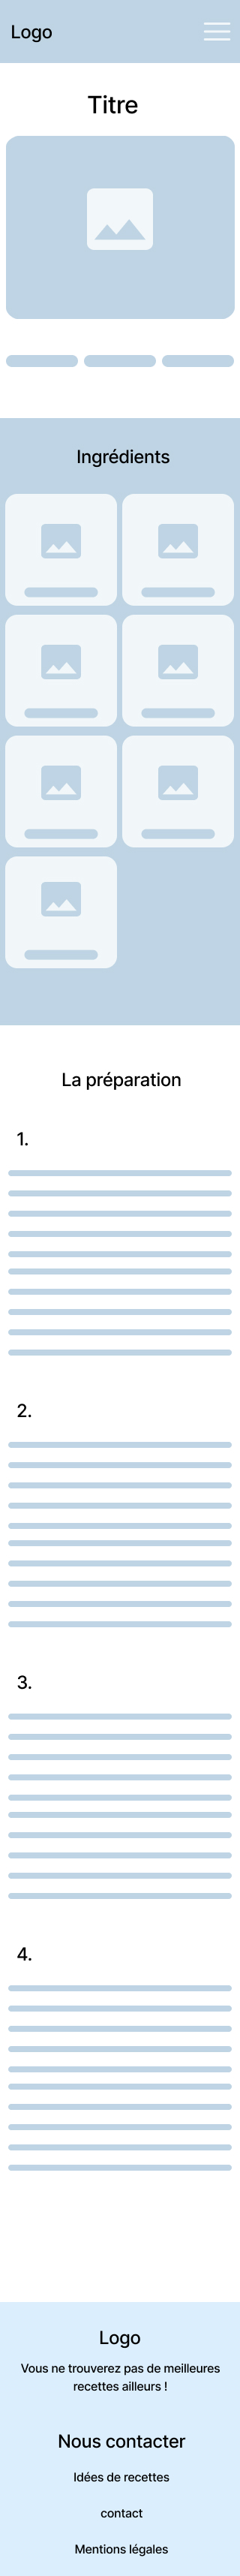 Logo
Titre
Ingrédients
La préparation
1.
2.
3.
4.
Logo
Vous ne trouverez pas de meilleures
recettes ailleurs !
Nous contacter
Idées de recettes
contact
Mentions légales